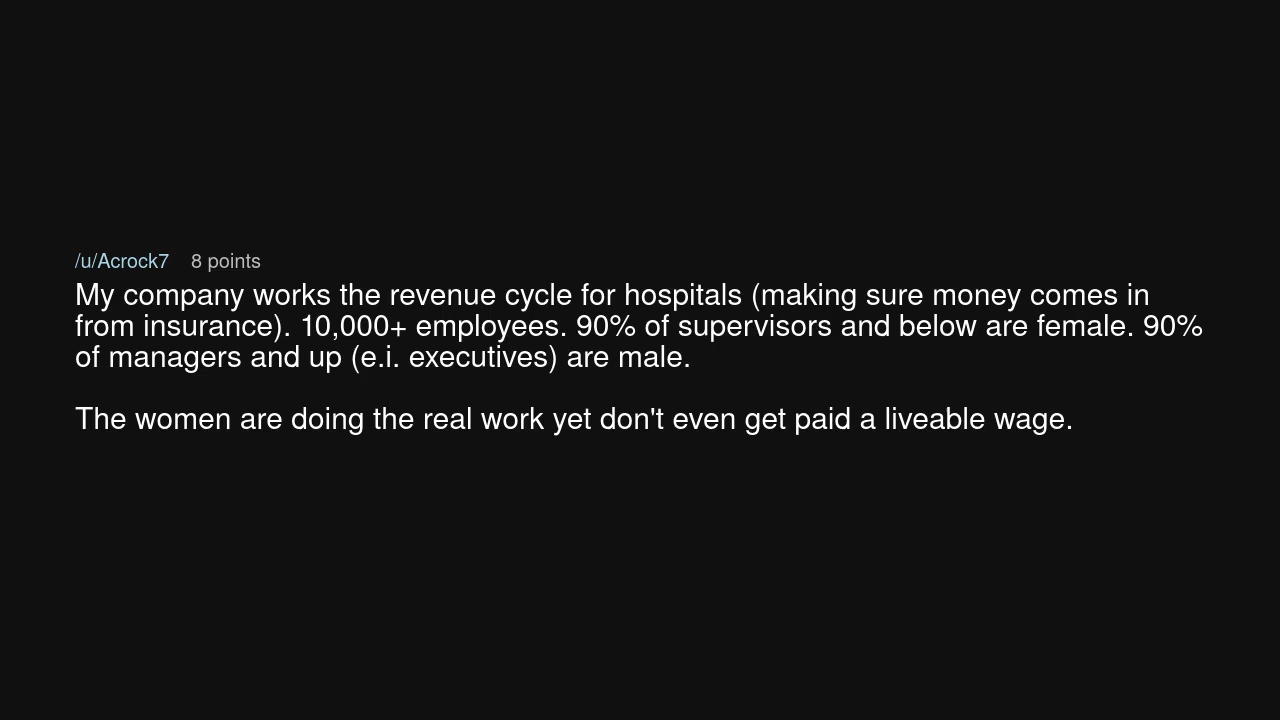 /u/Acrock7 8 points
My company works the revenue cycle for hospitals (making sure money comes in
from insurance). 10,000+ employees. 90% of supervisors and below are female. 90%
of managers and up (e.i. executives) are male.
The women are doing the real work yet don't even get paid a liveable wage.